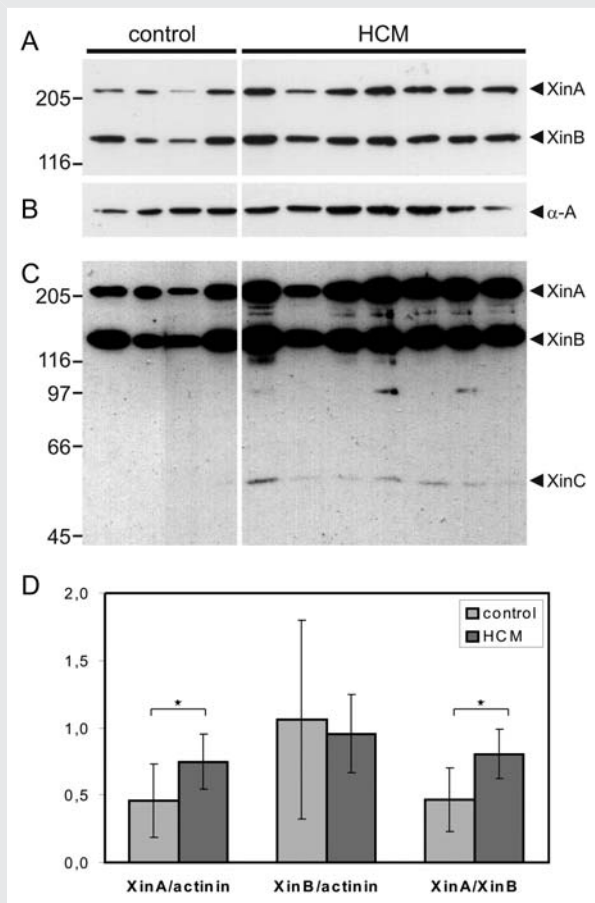 A
control HCM
205
116
XinA
XinB
B
α-A
C
205
116
97
66
45
XinA
XinB
XinC
D
2,0
1,5
1,0
0,5
0,0
control
HCM
*
*
XinA/actinin XinB/actinin XinA/XinB